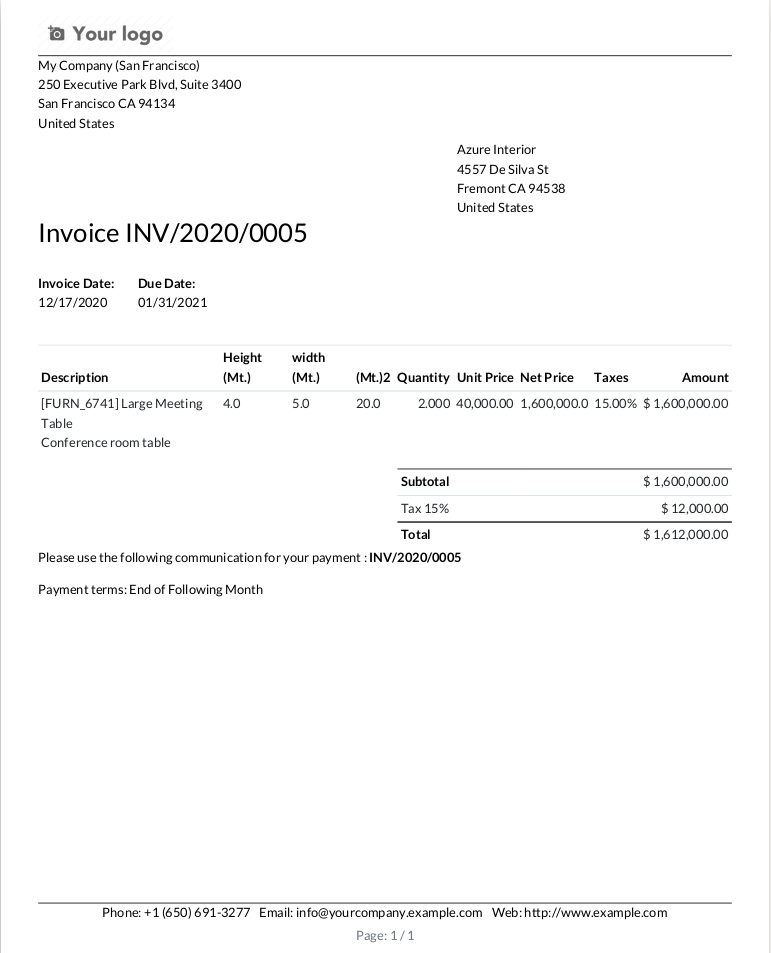 Your logo
My Company (San Francisco)
250 Executive Park Blvd, Suite 3400
San Francisco CA 94134
United States
Azure Interior
4557 De Silva St
Fremont CA 94538
United States
Invoice INV/2020/0005
Invoice Date: Due Date:
12/17/2020 01/31/2021
Height width
Description (Mt.) (Mt.) (Mt.)2 Quantity Unit Price Net Price Taxes Amount
[FURN_6741] Large Meeting 4.0 5.0 20.0 2.000 40,000.00 1,600,000.0 15.00% $ 1,600,000.00
Table
Conference room table
Subtotal $ 1,600,000.00
Tax 15% $ 12,000.00
Total $ 1,612,000.00
Please use the following communication for your payment : INV/2020/0005
Payment terms: End of Following Month
Phone: +1 (650) 691-3277 Email: info@yourcompany.example.com Web: http://www.example.com
Page: 1 / 1